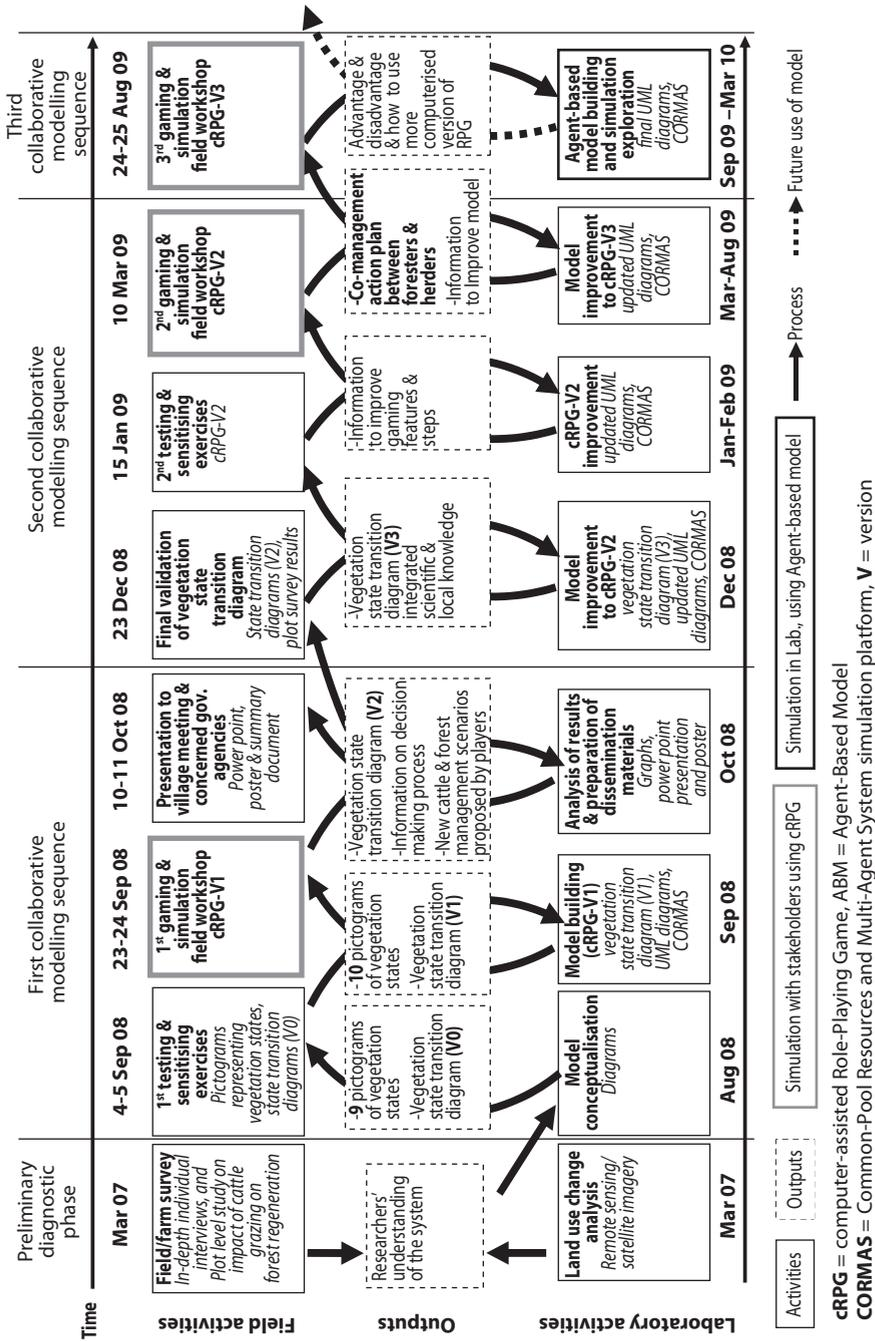 Preliminary
diagnostic
phase
First collaborative
modelling sequence
Second collaborative
modelling sequence
Third
collaborative
modelling
sequence
Time
Mar 07
4-5 Sep 08
23-24 Sep 08
10-11 Oct 08
23 Dec 08
15 Jan 09
10 Mar 09
24-25 Aug 09
Field activities
Field/farm survey
In-depth individual
interviews, and
Plot level study on
impact of cattle
grazing on
forest regeneration
1st testing &
sensitising
exercises
Pictograms
representing
vegetation states,
state transition
diagrams (V0)
1st gaming &
simulation
field workshop
cRPG-V1
Presentation to
village meeting &
concerned gov.
agencies
Power point,
poster & summary
document
Final validation
of vegetation
state
transition
diagram
State transition
diagrams (V2),
plot survey results
2nd testing &
sensitising
exercises
cRPG-V2
2nd gaming &
simulation
field workshop
cRPG-V2
3rd gaming &
simulation
field workshop
cRPG-V3
Outputs
Researchers'
understanding
of the system
-9 pictograms
of vegetation
states
-Vegetation
state transition
diagram (V0)
-10 pictograms
of vegetation
states
-Vegetation
state transition
diagram (V1)
-Vegetation state
transition diagram (V2)
-Information on decision
making process
-New cattle & forest
management scenarios
proposed by players
-Vegetation
state transition
diagram (V3)
integrated
scientific &
local knowledge
-Information
to improve
gaming
features &
steps
-Co-management
action plan
between
foresters &
herders
-Information
to Improve model
Advantage &
disadvantage
& how to use
more
computerised
version of
RPG
Laboratory activities
Land use change
analysis
Remote sensing/
satellite imagery
Model
conceptualisation
Diagrams
Model building
(cRPG-V1)
vegetation
state transition
diagram (V1),
UML diagrams,
CORMAS
Analysis of results
& preparation of
dissemination
materials
Graphs,
power point
presentation
and poster
Model
improvement
to cRPG-V2
vegetation
state transition
diagram (V3),
updated UML
diagrams, CORMAS
cRPG-V2
improvement
updated UML
diagrams,
CORMAS
Model
improvement
to cRPG-V3
updated UML
diagrams,
CORMAS
Agent-based
model building
and simulation
exploration
final UML
diagrams,
CORMAS
Mar 07
Aug 08
Sep 08
Oct 08
Dec 08
Jan-Feb 09
Mar-Aug 09
Sep 09 –Mar 10
Activities
Outputs
Simulation with stakeholders using cRPG
Simulation in Lab., using Agent-based model
Process
Future use of model
cRPG = computer-assisted Role-Playing Game, ABM = Agent-Based Model
CORMAS = Common-Pool Resources and Multi-Agent System simulation platform, V = version